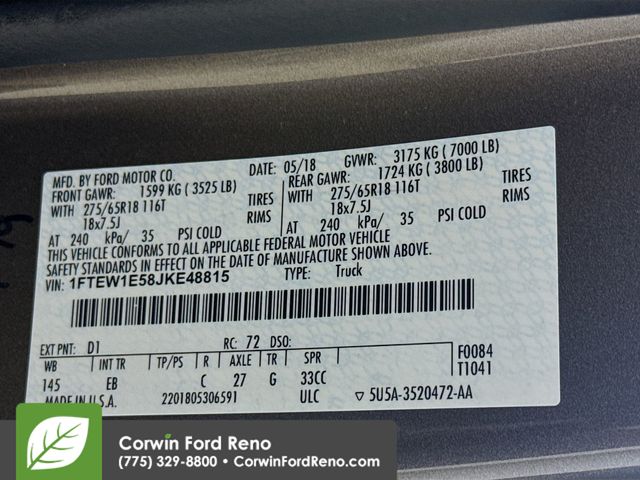 MFD. BY FORD MOTOR CO. DATE: 05/18 GVWR: 3175 KG ( 7000 LB)
FRONT GAWR: 1599 KG ( 3525 LB) REAR GAWR: 1724 KG ( 3800 LB)
WITH 275/65R18 116T TIRES WITH 275/65R18 116T TIRES
18x7.5J RIMS 18x7.5J RIMS
AT 240 kPa/ 35 PSI COLD AT 240 kPa/ 35 PSI COLD
THIS VEHICLE CONFORMS TO ALL APPLICABLE FEDERAL MOTOR VEHICLE
SAFETY STANDARDS IN EFFECT ON THE DATE OF MANUFACTURE SHOWN ABOVE.
VIN: 1FTEW1E58JKE48815 TYPE: Truck
EXT PNT: D1 RC: 72 DSO: F0084
WB INT TR TP/PS R AXLE TR SPR T1041
145 EB C 27 G 33CC
MADE IN U.S.A. 2201805306591 ULC ▽ 5U5A-3520472-AA
Corwin Ford Reno
(775) 329-8800 • CorwinFordReno.com